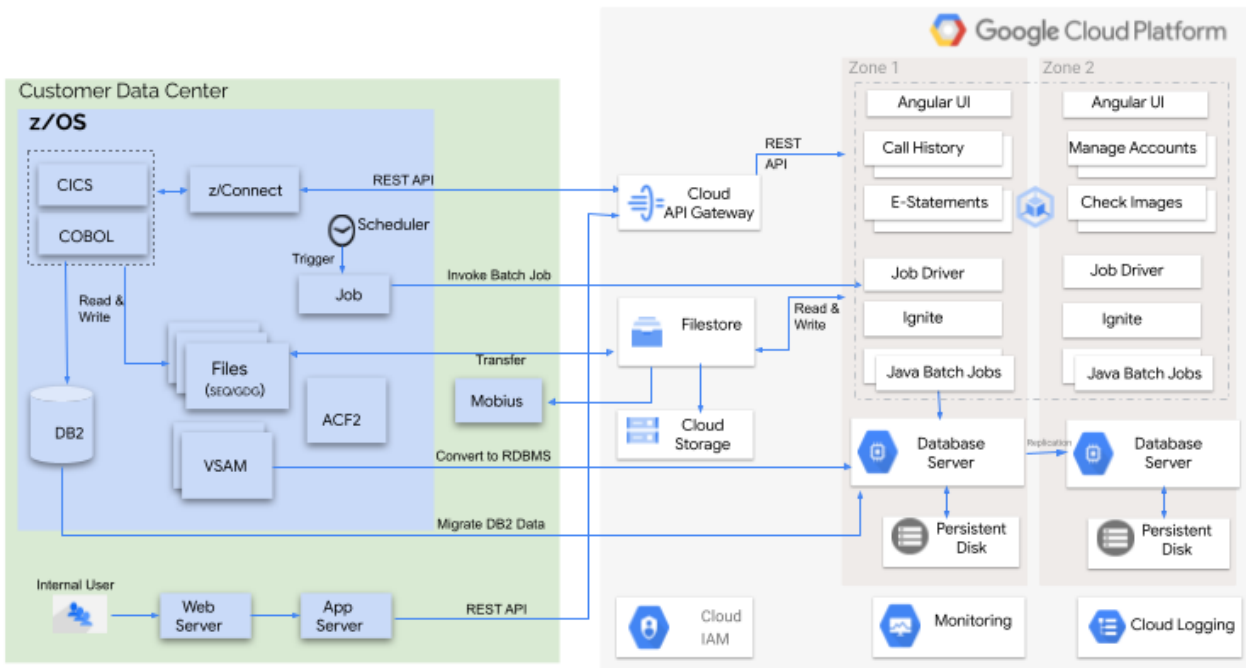 Google Cloud Platform
Customer Data Center
z/OS
CICS
COBOL
z/Connect
REST API
Scheduler
Trigger
Job
Invoke Batch Job
Read &
Write
Files
(SEQ/GDG)
Transfer
ACF2
Mobius
DB2
VSAM
Convert to RDBMS
Migrate DB2 Data
Internal User
Web
Server
App
Server
REST API
Cloud
API Gateway
REST
API
Filestore
Read &
Write
Cloud
Storage
Zone 1
Angular UI
Call History
E-Statements
Job Driver
Ignite
Java Batch Jobs
Database
Server
Replication
Persistent
Disk
Zone 2
Angular UI
Manage Accounts
Check Images
Job Driver
Ignite
Java Batch Jobs
Database
Server
Persistent
Disk
Cloud
IAM
Monitoring
Cloud Logging